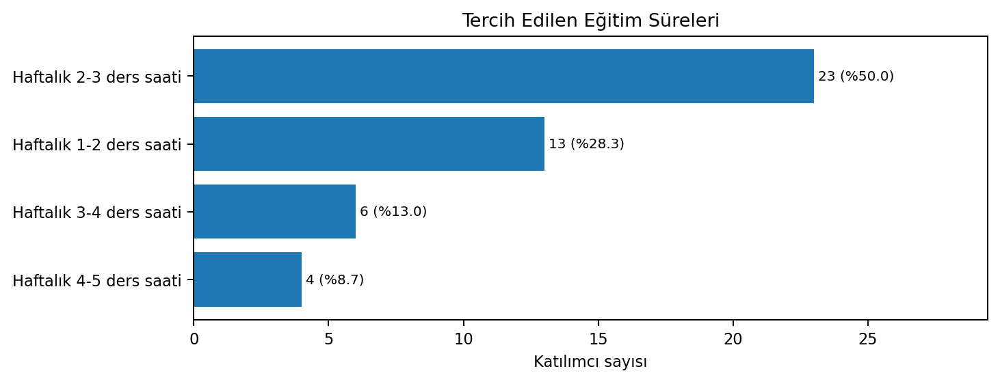 Tercih Edilen Eğitim Süreleri
Haftalık 2-3 ders saati
23 (%50.0)
Haftalık 1-2 ders saati
13 (%28.3)
Haftalık 3-4 ders saati
6 (%13.0)
Haftalık 4-5 ders saati
4 (%8.7)
0 5 10 15 20 25
Katılımcı sayısı